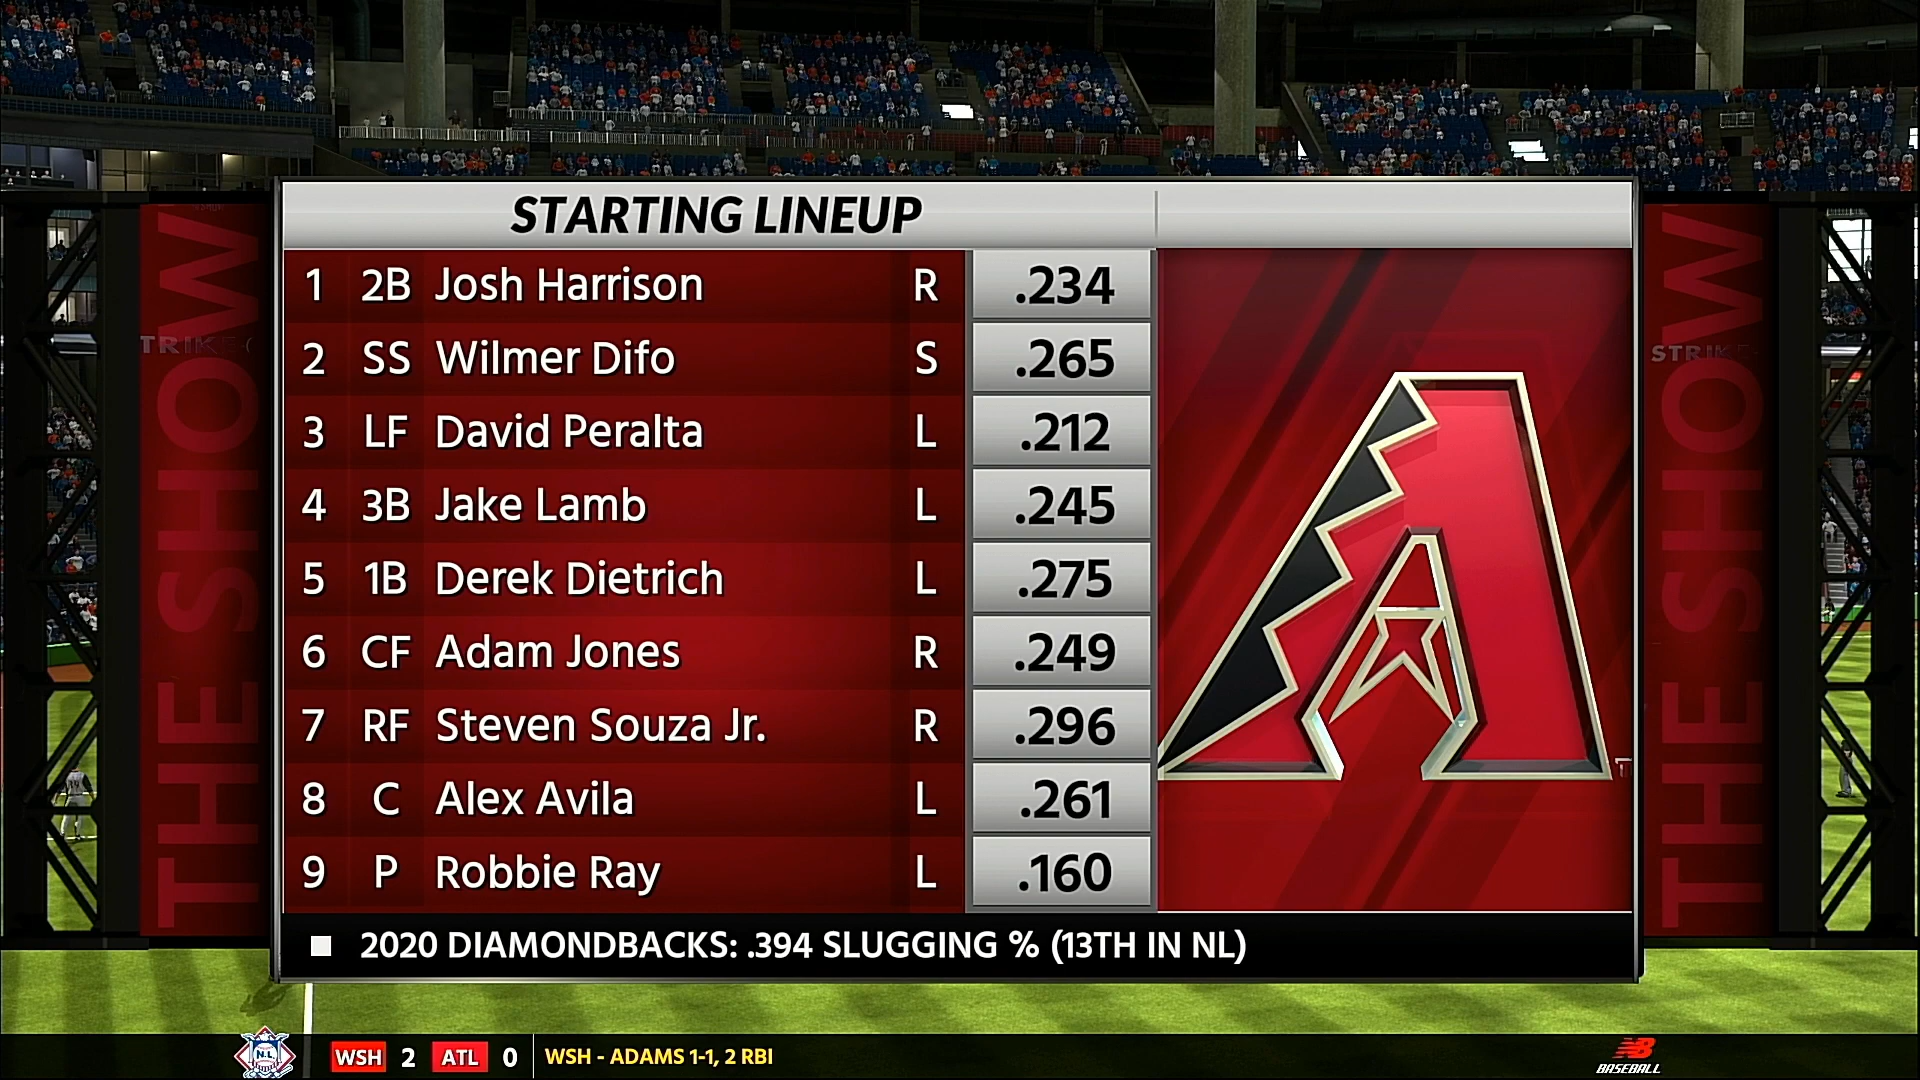 STARTING LINEUP
1 2B Josh Harrison R .234
2 SS Wilmer Difo S .265
3 LF David Peralta L .212
4 3B Jake Lamb L .245
5 1B Derek Dietrich L .275
6 CF Adam Jones R .249
7 RF Steven Souza Jr. R .296
8 C Alex Avila L .261
9 P Robbie Ray L .160
2020 DIAMONDBACKS: .394 SLUGGING % (13TH IN NL)
THE SHOW
THE SHOW
N.L.
WSH 2 ATL 0 WSH - ADAMS 1-1, 2 RBI
NB
BASEBALL